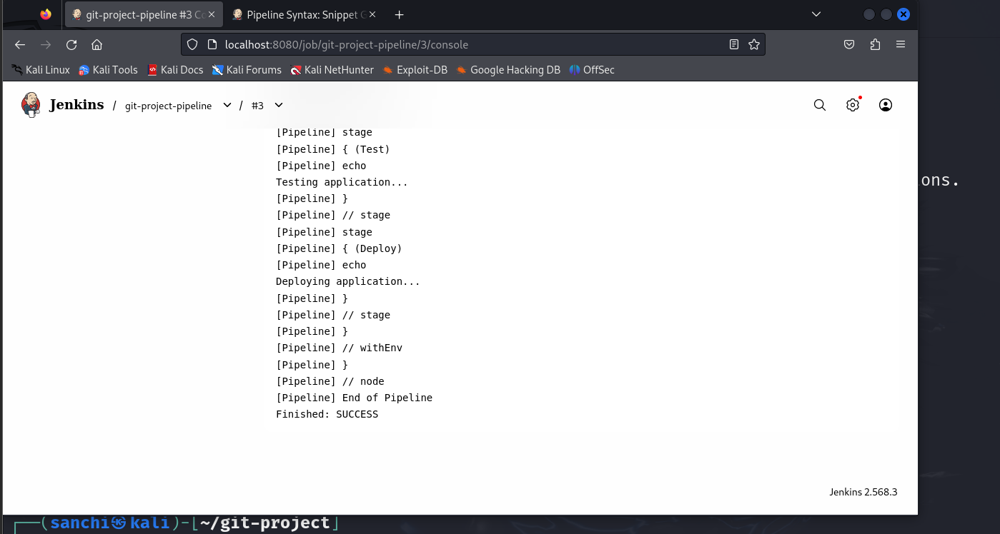 git-project-pipeline #3 Co
Pipeline Syntax: Snippet G
localhost:8080/job/git-project-pipeline/3/console
Kali Linux Kali Tools Kali Docs Kali Forums Kali NetHunter Exploit-DB Google Hacking DB OffSec
Jenkins / git-project-pipeline / #3
[Pipeline] stage
[Pipeline] { (Test)
[Pipeline] echo
Testing application...
[Pipeline] }
[Pipeline] // stage
[Pipeline] stage
[Pipeline] { (Deploy)
[Pipeline] echo
Deploying application...
[Pipeline] }
[Pipeline] // stage
[Pipeline] }
[Pipeline] // withEnv
[Pipeline] }
[Pipeline] // node
[Pipeline] End of Pipeline
Finished: SUCCESS
ons.
Jenkins 2.568.3
(sanchi㉿kali)-[~/git-project]